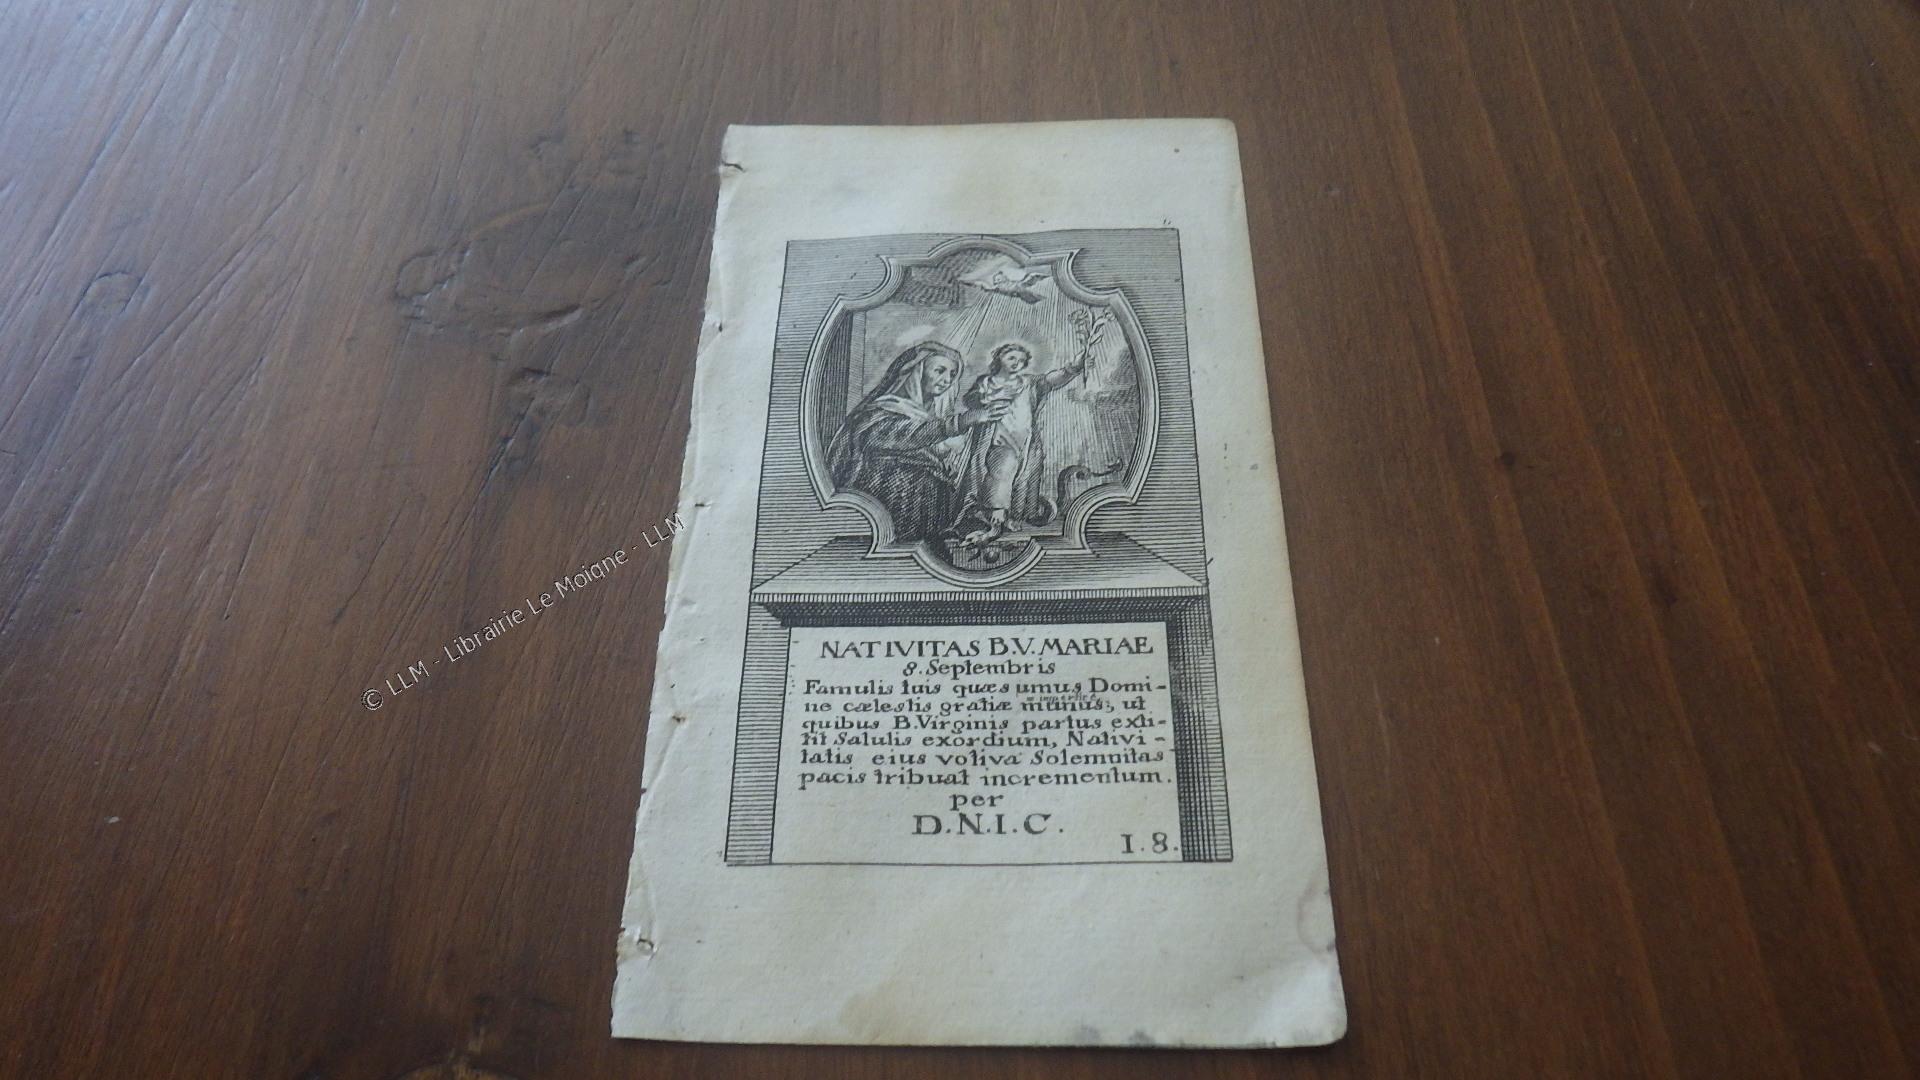 NATIVITAS B.V. MARIAE
8. Septembris
Famulis tuis quæsumus Domi-
ne cælestis gratiæ munus; ut
quibus B. Virginis partus exti-
tit Salutis exordium, Nativi-
tatis eius votiva Solemnitas
pacis tribuat incrementum.
per
D.N.I.C.
I.8.
© LLM - Librairie Le Moigne - LLM